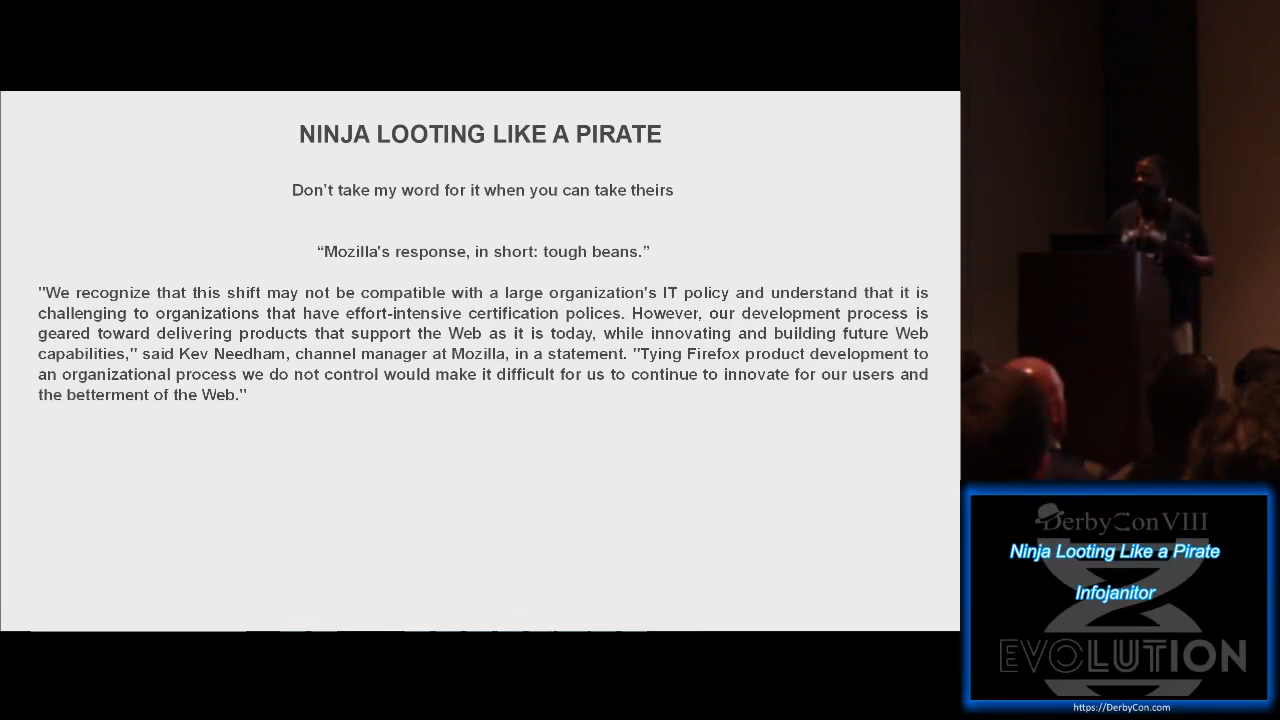 NINJA LOOTING LIKE A PIRATE
Don't take my word for it when you can take theirs
“Mozilla's response, in short: tough beans.”
"We recognize that this shift may not be compatible with a large organization's IT policy and understand that it is
challenging to organizations that have effort-intensive certification polices. However, our development process is
geared toward delivering products that support the Web as it is today, while innovating and building future Web
capabilities," said Kev Needham, channel manager at Mozilla, in a statement. "Tying Firefox product development to
an organizational process we do not control would make it difficult for us to continue to innovate for our users and
the betterment of the Web."
DerbyCon VIII
Ninja Looting Like a Pirate
Infojanitor
EVOLUTION
https://DerbyCon.com